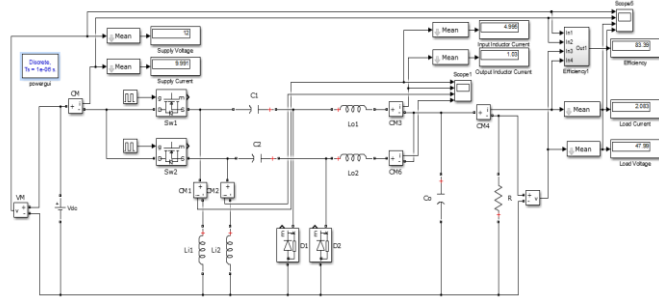 Scope5
Mean
12
Supply Voltage
4.996
Input Inductor Current
In1
In2
In3
In4
Out1
Efficiency1
83.39
Efficiency
Discrete,
Ts = 1e-06 s.
powergui
Mean
9.991
Supply Current
Mean
1.03
Output Inductor Current
Scope1
CM
Sw1
C1
Lo1
CM3
CM4
Mean
2.083
Load Current
Sw2
C2
Lo2
CM6
Mean
47.99
Load Voltage
CM1
CM2
VM
Vdc
Co
R
Li1
Li2
D1
D2